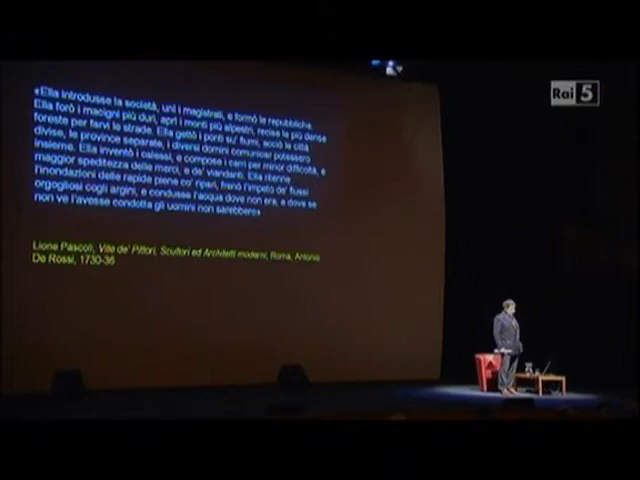 «Ella introdusse la società, unì i magistrati, e formò le repubbliche.
Ella forò i macigni più duri, aprì i monti più alpestri, recise le più dense
foreste per farvi le strade. Ella gettò i ponti su' fiumi, acciò le città
divise, le province separate, i diversi domini comunicar potessero
insieme. Ella inventò i calessi, e compose i carri per minor difficoltà, e
maggior speditezza delle merci, e de' viandanti. Ella ritenne
l'inondazioni delle rapide piene co' ripari, frenò l'impeto de' flussi
orgogliosi cogli argini, e condusse l'acqua dove non era, e dove se
non ve l'avesse condotta gli uomini non sarebbero»
Lione Pascoli, Vite de' Pittori, Scultori ed Architetti moderni, Roma, Antonio
De Rossi, 1730-36
Rai 5